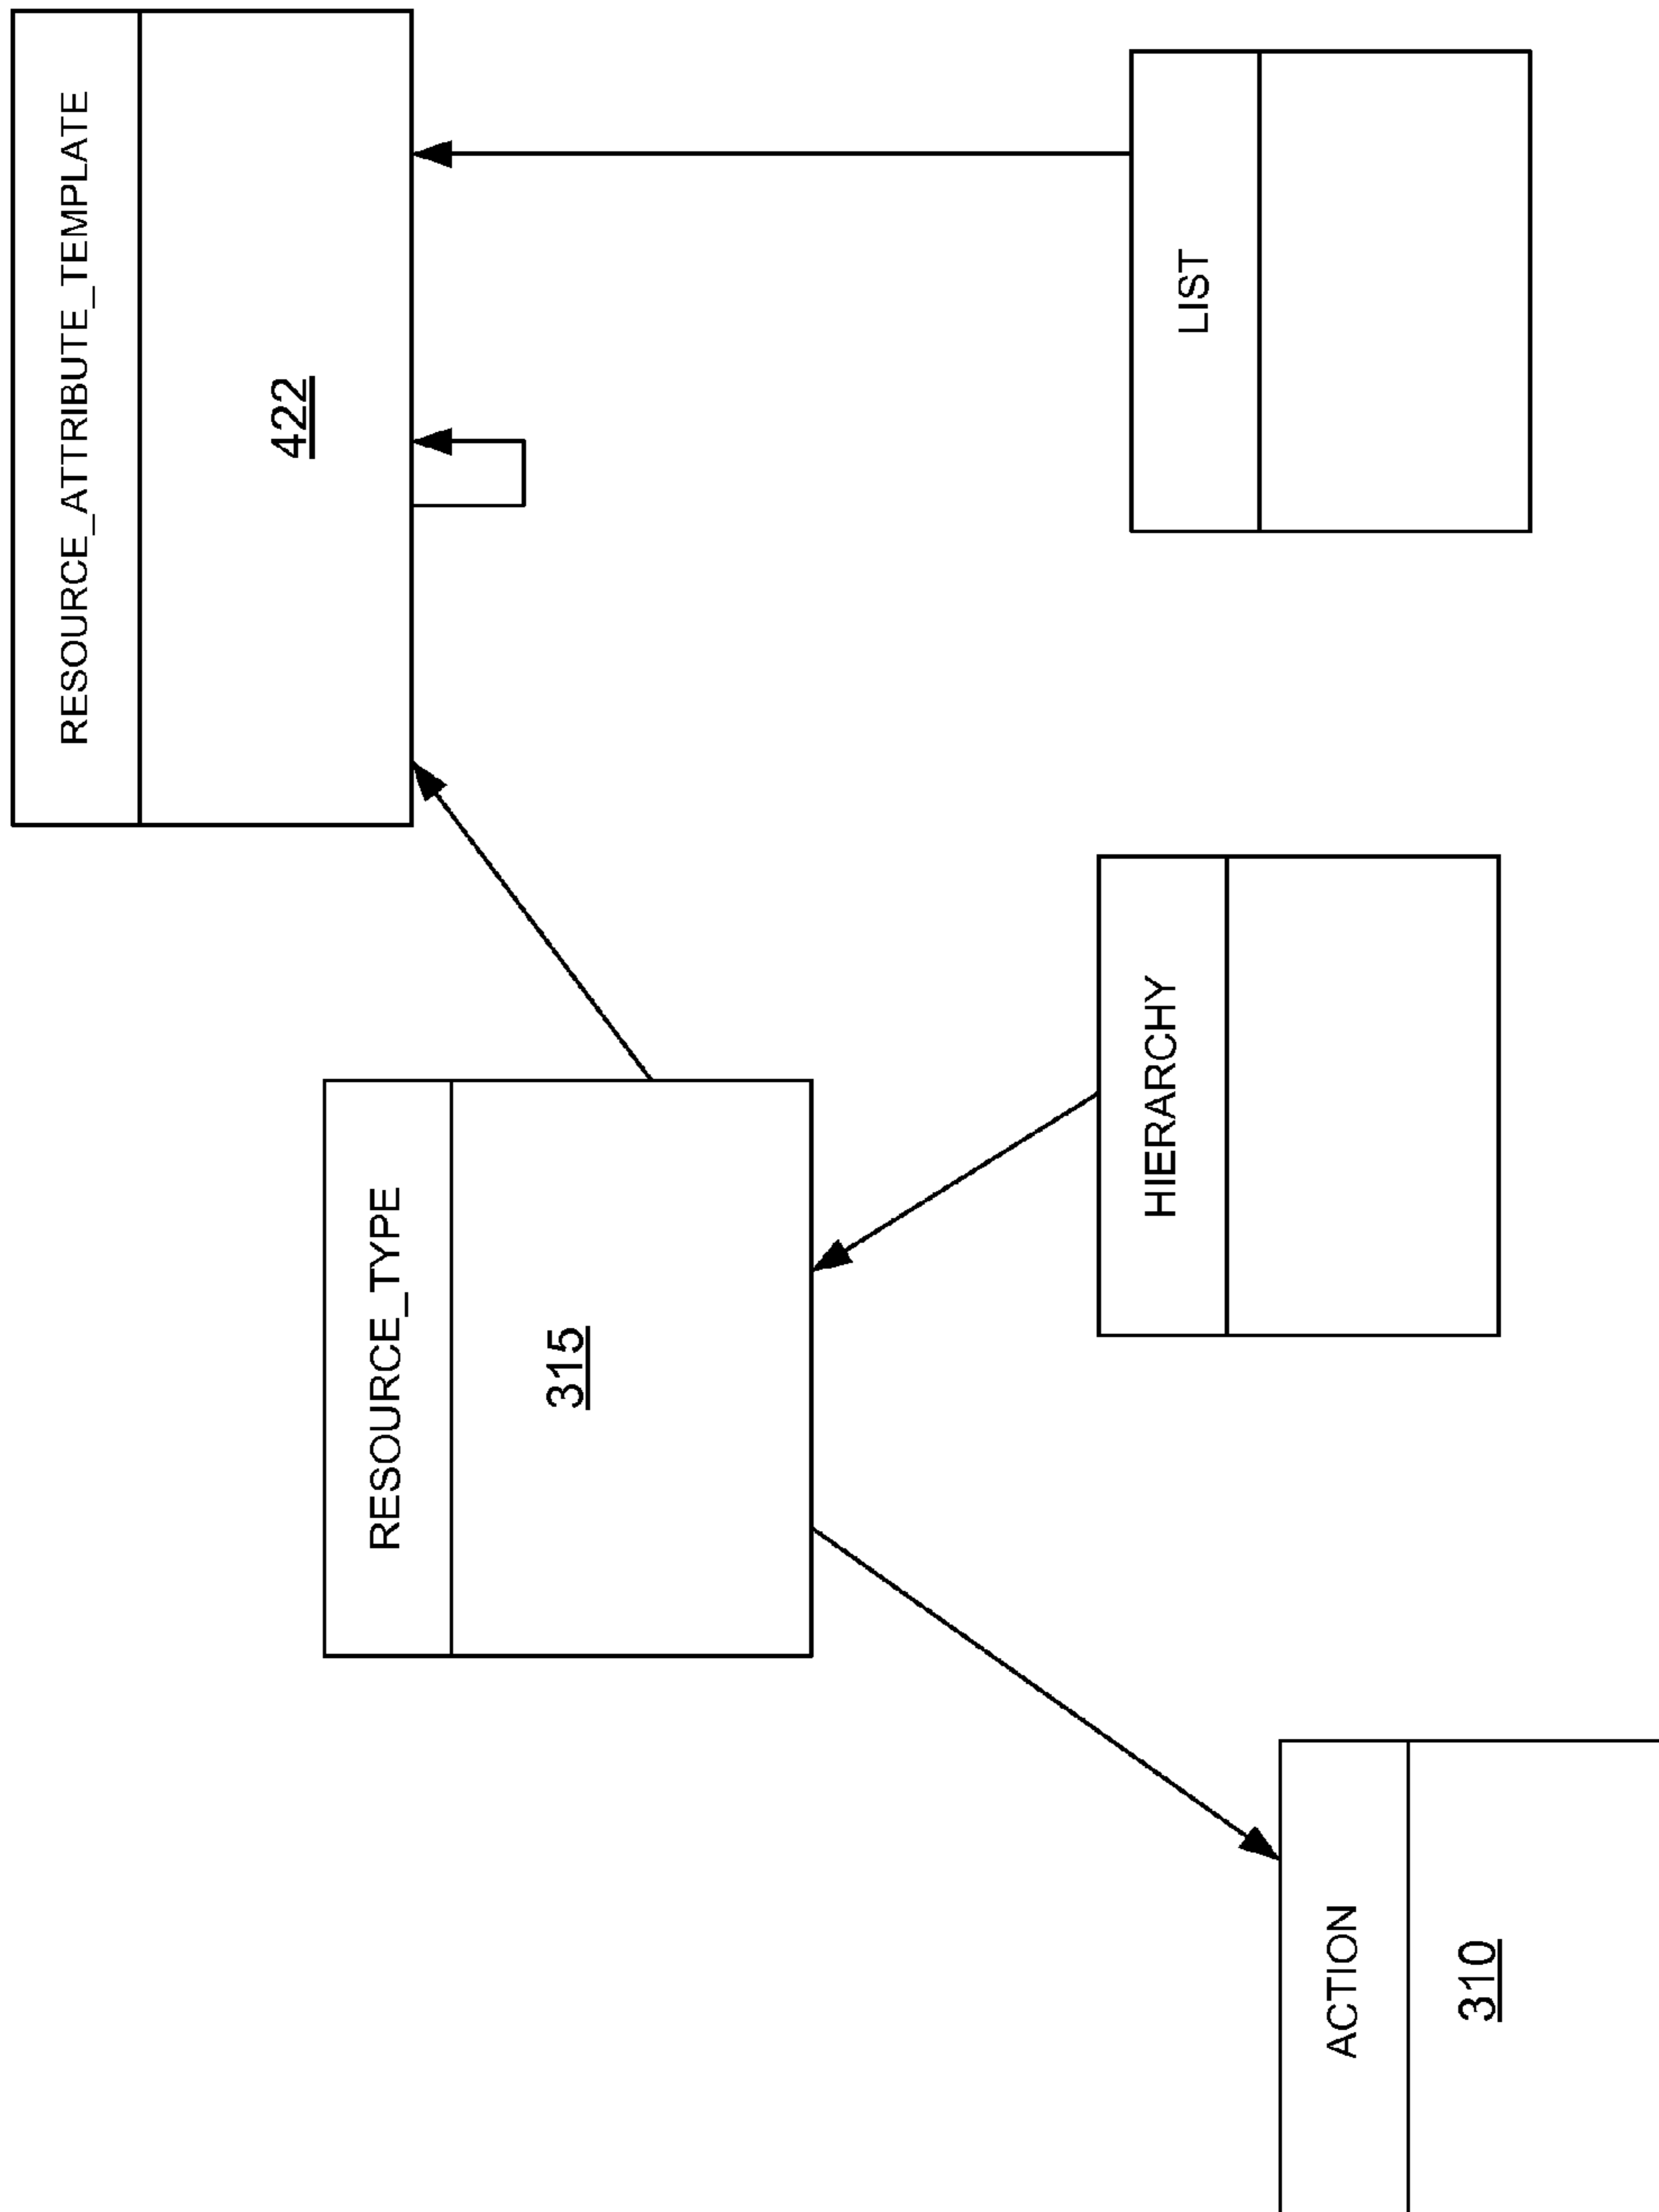 RESOURCE_ATTRIBUTE_TEMPLATE
422
RESOURCE_TYPE
315
LIST
HIERARCHY
ACTION
310